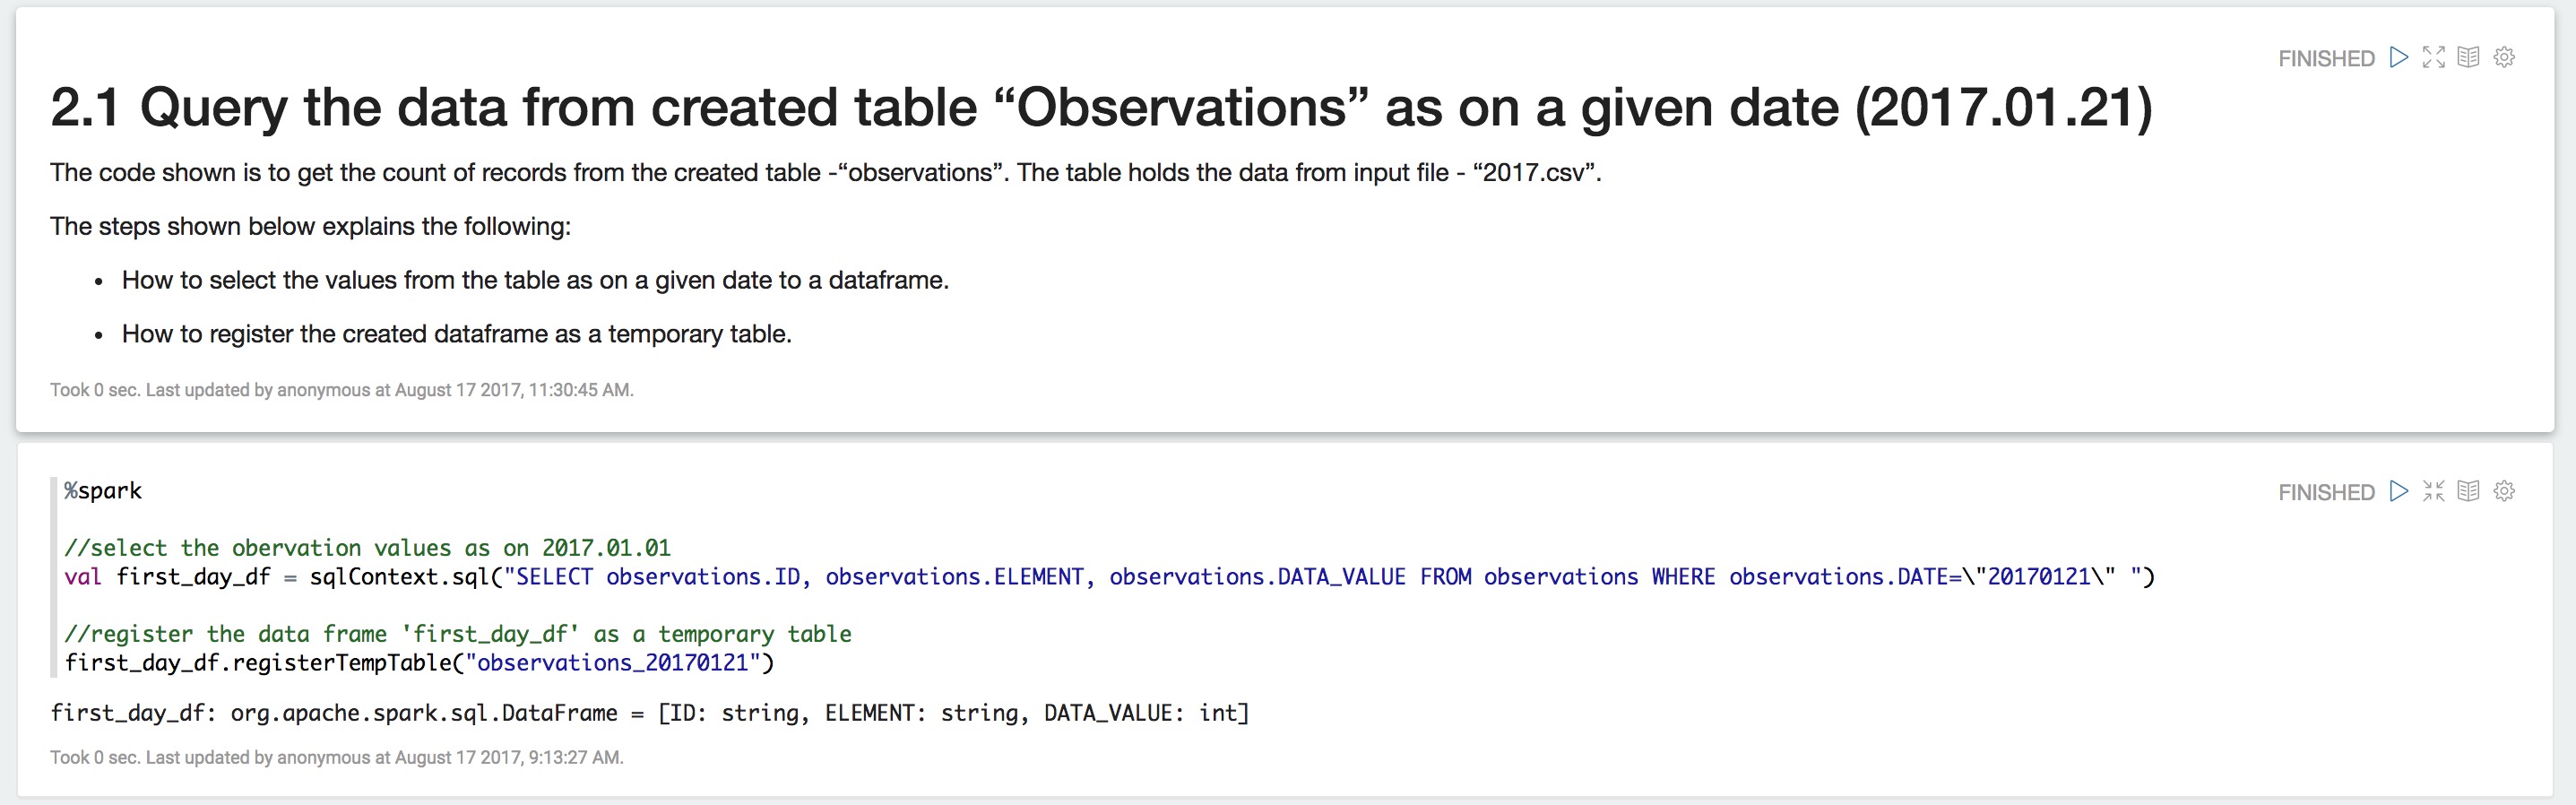 FINISHED
2.1 Query the data from created table “Observations” as on a given date (2017.01.21)
The code shown is to get the count of records from the created table -“observations”. The table holds the data from input file - “2017.csv”.
The steps shown below explains the following:
• How to select the values from the table as on a given date to a dataframe.
• How to register the created dataframe as a temporary table.
Took 0 sec. Last updated by anonymous at August 17 2017, 11:30:45 AM.
FINISHED
%spark
//select the obervation values as on 2017.01.01
val first_day_df = sqlContext.sql("SELECT observations.ID, observations.ELEMENT, observations.DATA_VALUE FROM observations WHERE observations.DATE=\"20170121\" ")
//register the data frame 'first_day_df' as a temporary table
first_day_df.registerTempTable("observations_20170121")
first_day_df: org.apache.spark.sql.DataFrame = [ID: string, ELEMENT: string, DATA_VALUE: int]
Took 0 sec. Last updated by anonymous at August 17 2017, 9:13:27 AM.